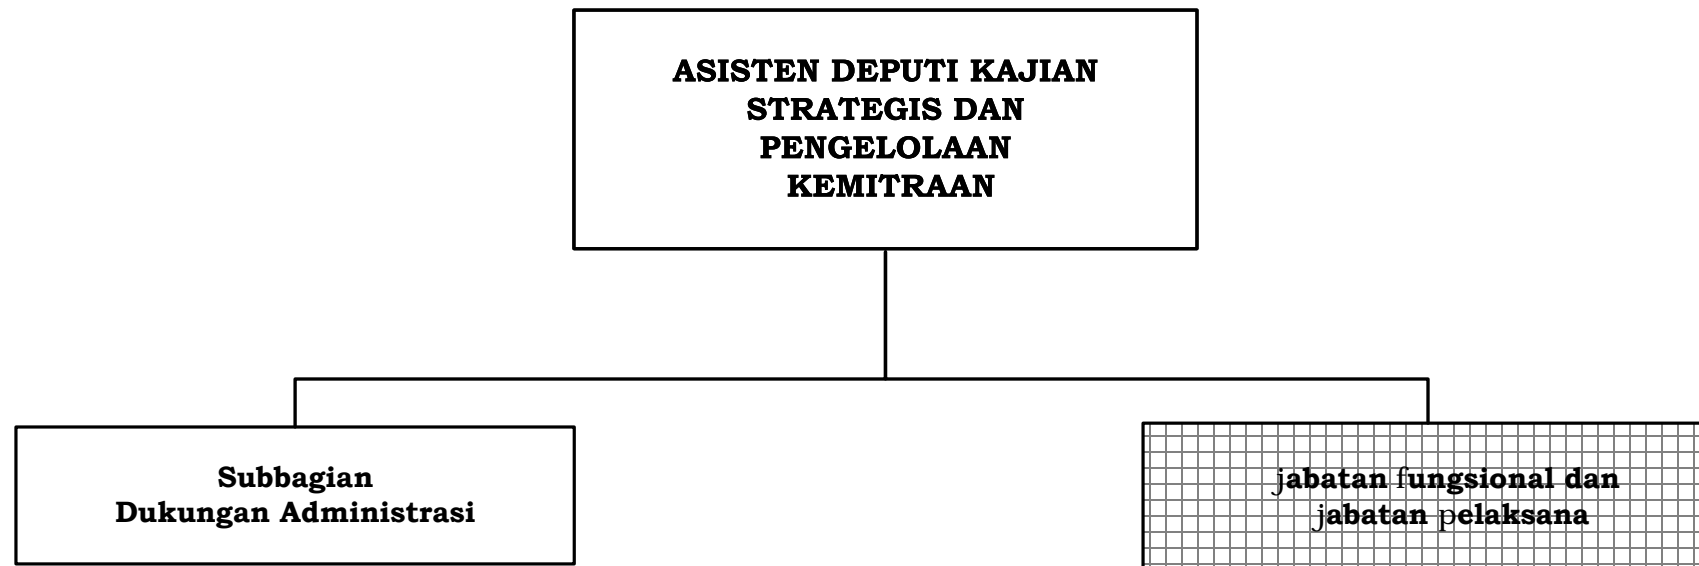 ASISTEN DEPUTI KAJIAN
STRATEGIS DAN
PENGELOLAAN
KEMITRAAN
Subbagian
Dukungan Administrasi
jabatan fungsional dan
jabatan pelaksana